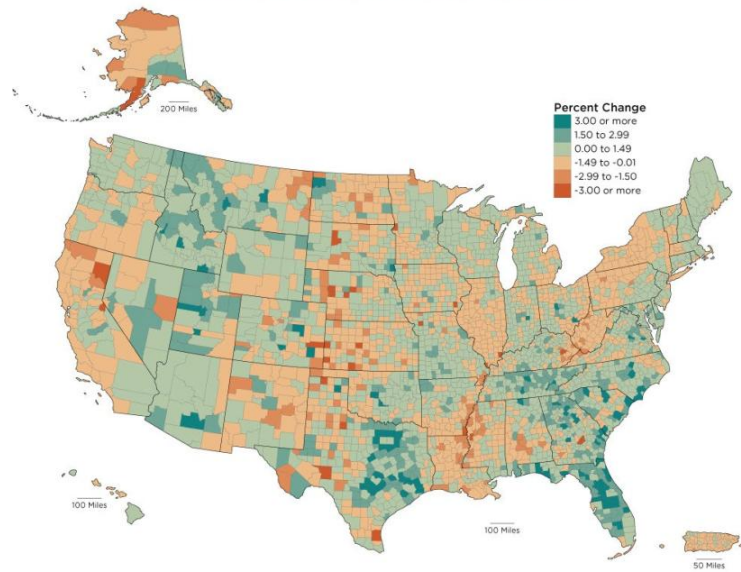 200 Miles
Percent Change
3.00 or more
1.50 to 2.99
0.00 to 1.49
-1.49 to -0.01
-2.99 to -1.50
-3.00 or more
100 Miles
100 Miles
50 Miles